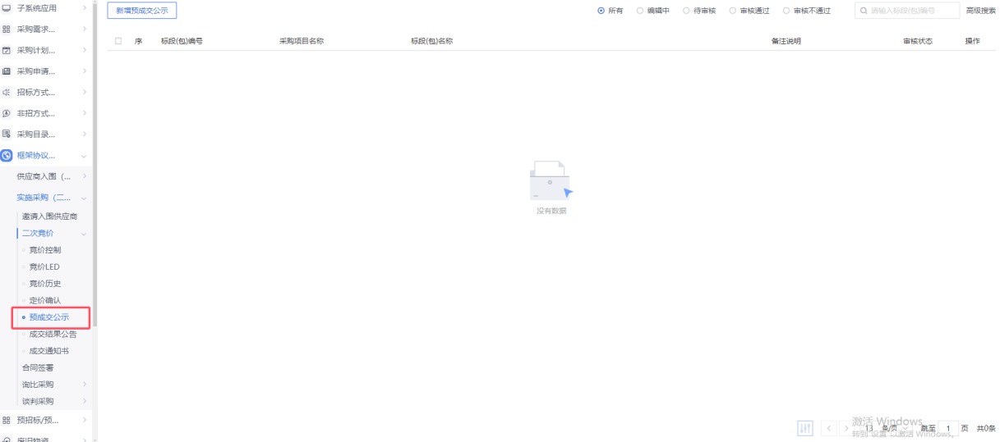 子系统应用
采购需求...
采购计划...
采购申请...
招标方式...
非招方式...
采购目录...
框架协议...
供应商入围（...
实施采购（二...
邀请入围供应商
二次竞价
竟价控制
竟价LED
竟价历史
定价确认
预成交公示
成交结果公告
成交通知书
合同签署
询比采购
谈判采购
预招标/预...
废旧物资
新增预成交公示
所有 编辑中 待审核 审核通过 审核不通过 请输入标段(包)编号 高级搜索
序 标段(包)编号 采购项目名称 标段(包)名称 备注说明 审核状态 操作
没有数据
13 条/页 跳至 1 页 共0条
激活 Windows
转到"设置"以激活 Windows。